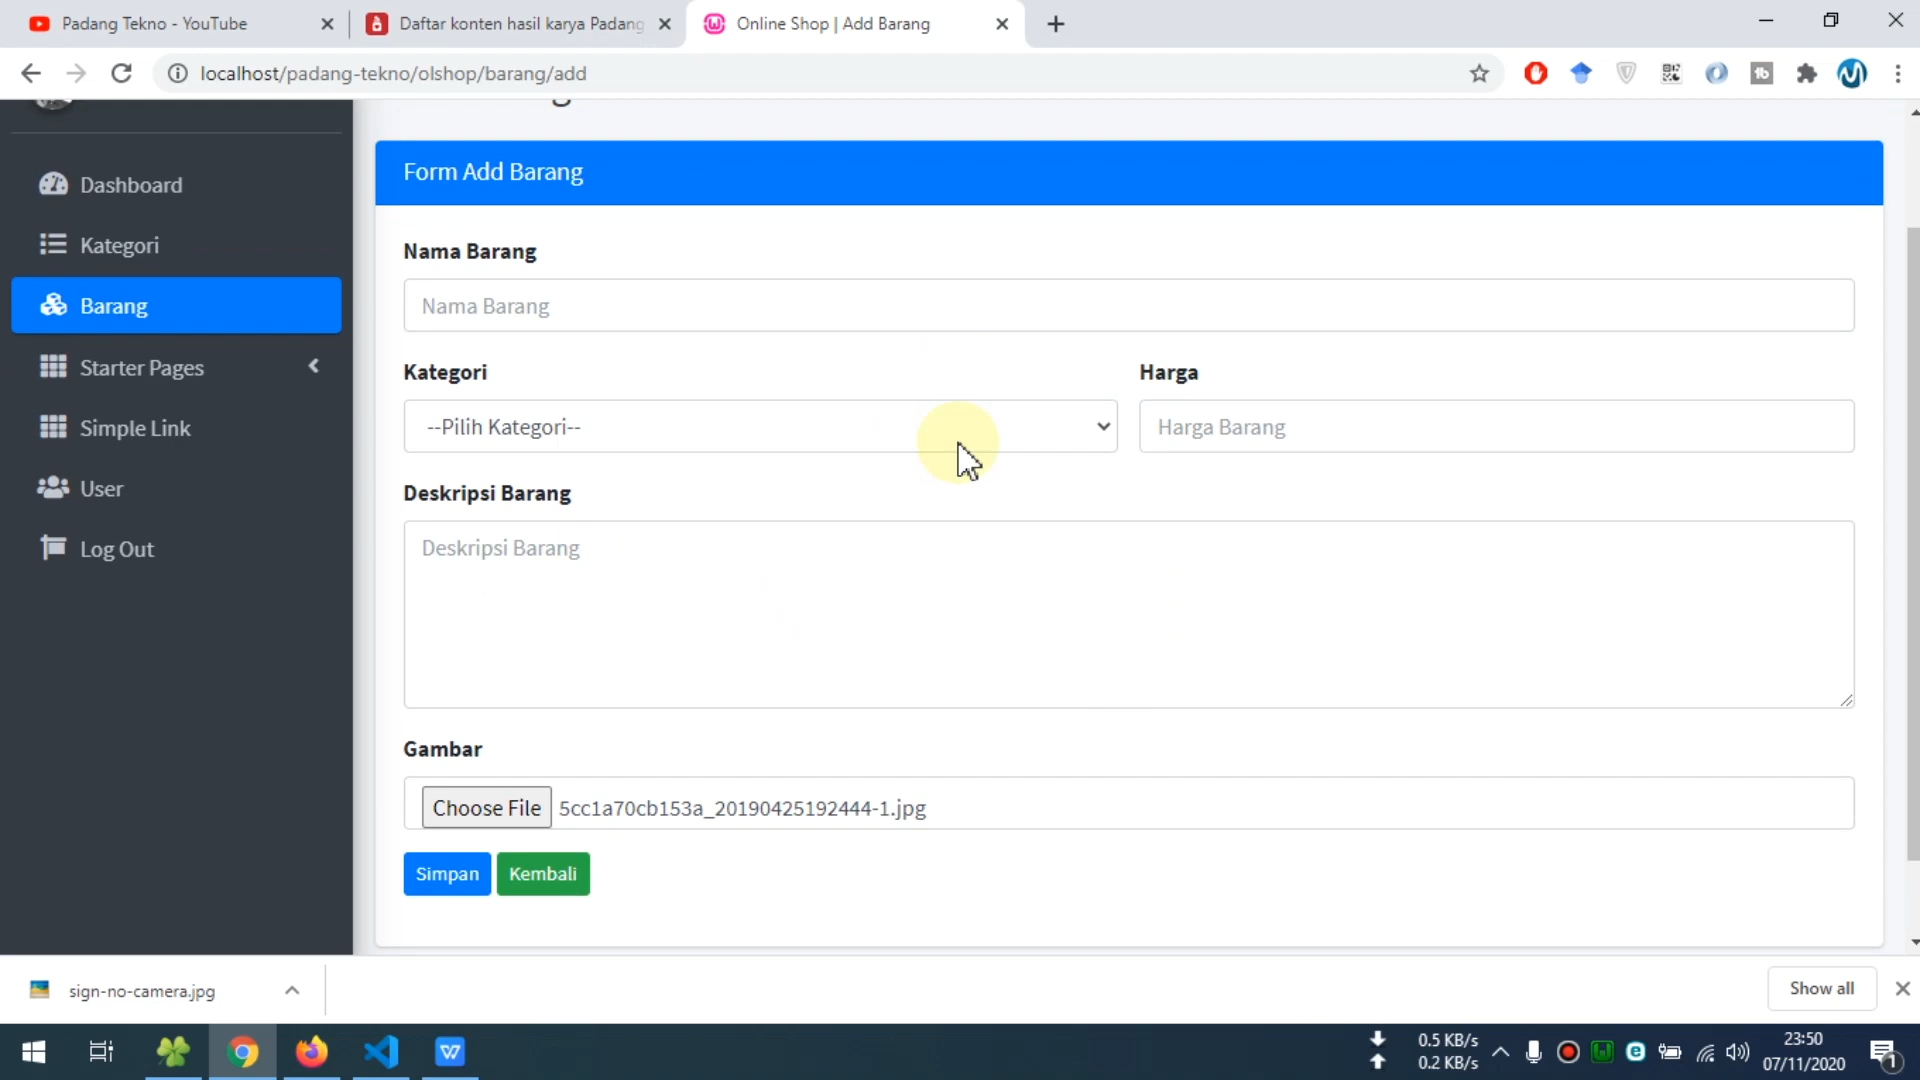 Padang Tekno - YouTube
Daftar konten hasil karya Padang
Online Shop | Add Barang
localhost/padang-tekno/olshop/barang/add
Form Add Barang
Dashboard
Kategori
Barang
Starter Pages
Simple Link
User
Log Out
Nama Barang
Nama Barang
Kategori
Harga
--Pilih Kategori--
Harga Barang
Deskripsi Barang
Deskripsi Barang
Gambar
Choose File 5cc1a70cb153a_20190425192444-1.jpg
Simpan
Kembali
sign-no-camera.jpg
Show all
0.5 KB/s
0.2 KB/s
23:50
07/11/2020
1